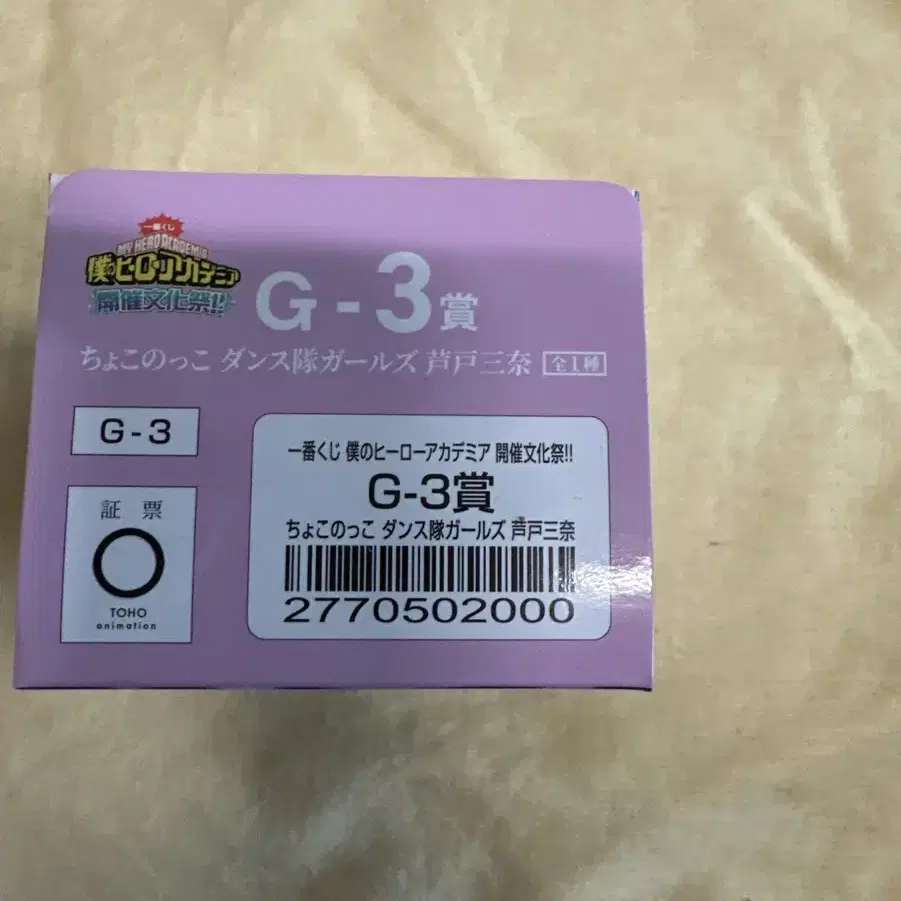 一番くじ
MY HERO ACADEMIA
僕のヒーローアカデミア
開催文化祭!!
G-3賞
ちょこのっこ ダンス隊ガールズ 芦戸三奈 全1種
G-3
証票
TOHO
animation
一番くじ 僕のヒーローアカデミア 開催文化祭!!
G-3賞
ちょこのっこ ダンス隊ガールズ 芦戸三奈
2770502000